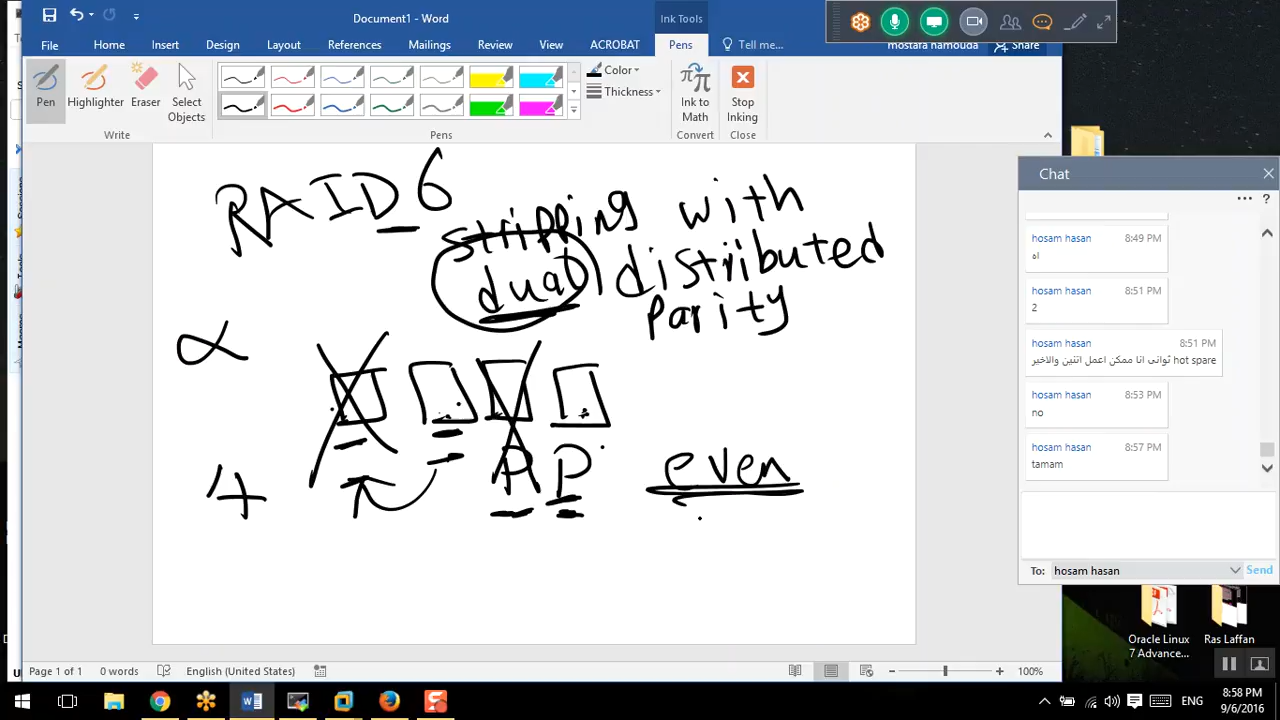 Document1 - Word
Ink Tools
mostafa hamouda
Share
File
Home
Insert
Design
Layout
References
Mailings
Review
View
ACROBAT
Pens
Tell me...
Pen
Highlighter
Eraser
Select
Objects
Color
Thickness
Ink to
Math
Stop
Inking
Write
Pens
Convert
Close
RAID 6
stripping with
dual distributed
parity
α
4
P P
even
Chat
hosam hasan 8:49 PM
اه
hosam hasan 8:51 PM
2
hosam hasan 8:51 PM
ثوانى انا ممكن اعمل اتنين والاخير hot spare
hosam hasan 8:53 PM
no
hosam hasan 8:57 PM
tamam
To: hosam hasan
Send
Oracle Linux
7 Advance...
Ras Laffan
Page 1 of 1
0 words
English (United States)
100%
ENG
8:58 PM
9/6/2016